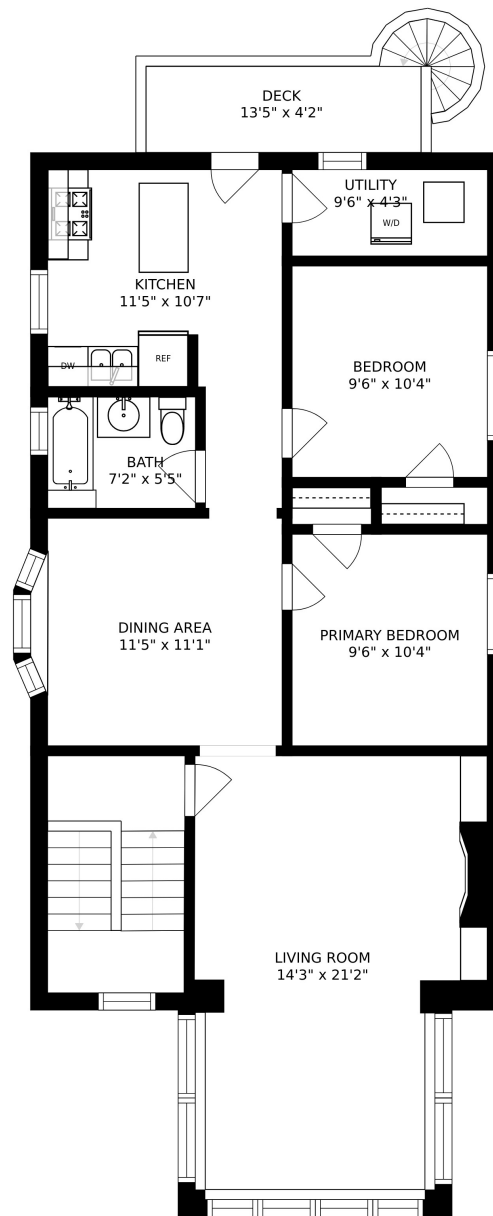 DECK
13'5" x 4'2"
UTILITY
9'6" x 4'3"
W/D
KITCHEN
11'5" x 10'7"
REF
DW
BEDROOM
9'6" x 10'4"
BATH
7'2" x 5'5"
DINING AREA
11'5" x 11'1"
PRIMARY BEDROOM
9'6" x 10'4"
LIVING ROOM
14'3" x 21'2"